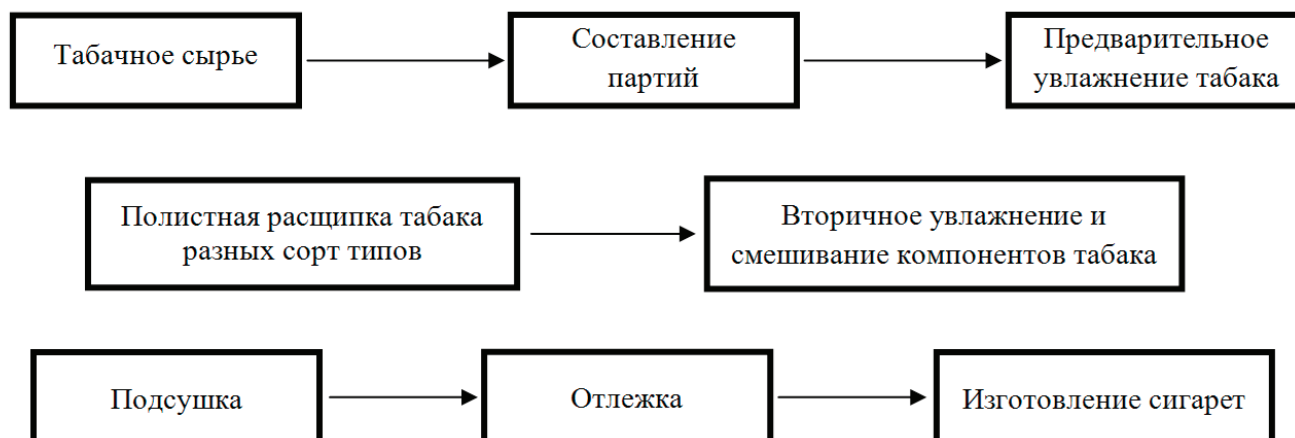 Табачное сырье
Составление
партий
Предварительное
увлажнение табака
Полистная расщипка табака
разных сорт типов
Вторичное увлажнение и
смешивание компонентов табака
Подсушка
Отлежка
Изготовление сигарет